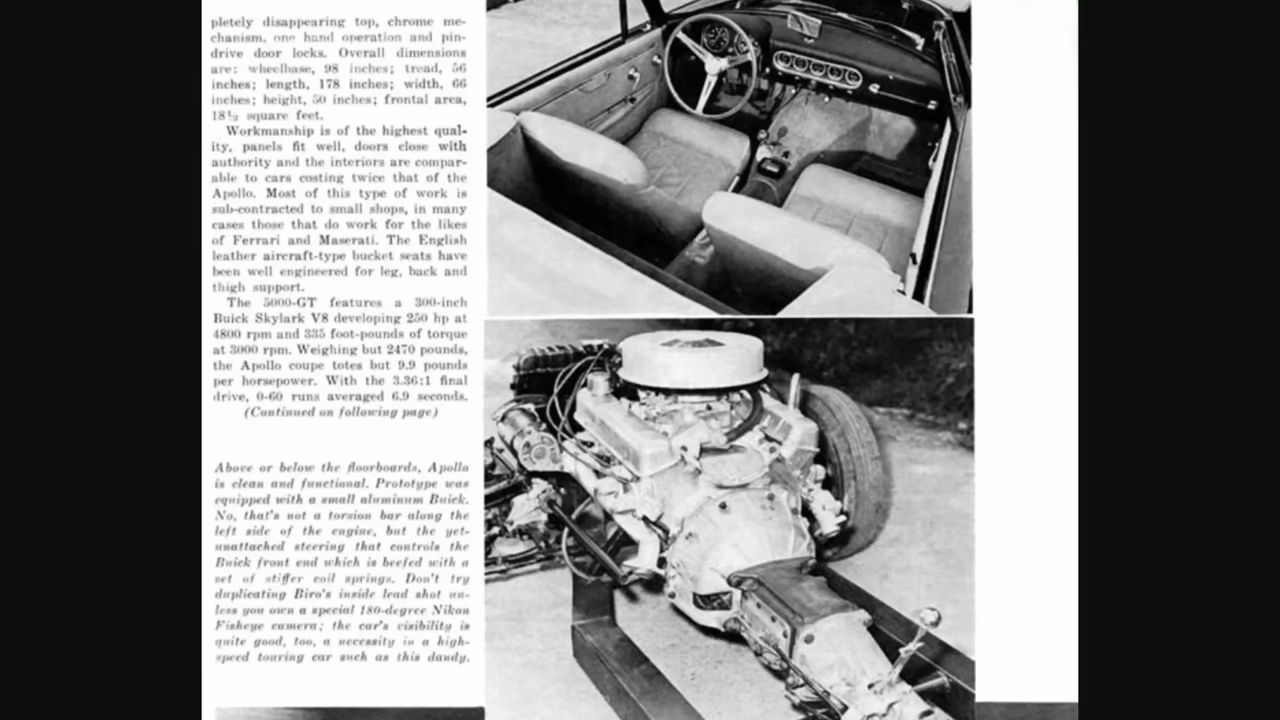 pletely disappearing top, chrome me-
chanism, one hand operation and pin-
drive door locks. Overall dimensions
are: wheelbase, 98 inches; tread, 56
inches; length, 178 inches; width, 66
inches; height, 50 inches; frontal area,
18½ square feet.
Workmanship is of the highest qual-
ity, panels fit well, doors close with
authority and the interiors are compar-
able to cars costing twice that of the
Apollo. Most of this type of work is
sub-contracted to small shops, in many
cases those that do work for the likes
of Ferrari and Maserati. The English
leather aircraft-type bucket seats have
been well engineered for leg, back and
thigh support.
The 5000-GT features a 300-inch
Buick Skylark V8 developing 250 hp at
4800 rpm and 335 foot-pounds of torque
at 3000 rpm. Weighing but 2470 pounds,
the Apollo coupe totes but 9.9 pounds
per horsepower. With the 3.36:1 final
drive, 0-60 runs averaged 6.9 seconds.
(Continued on following page)
Above or below the floorboards, Apollo
is clean and functional. Prototype was
equipped with a small aluminum Buick.
No, that's not a torsion bar along the
left side of the engine, but the yet-
unattached steering that controls the
Buick front end which is beefed with a
set of stiffer coil springs. Don't try
duplicating Biro's inside lead shot un-
less you own a special 180-degree Nikon
Fisheye camera; the car's visibility is
quite good, too, a necessity in a high-
speed touring car such as this dandy.